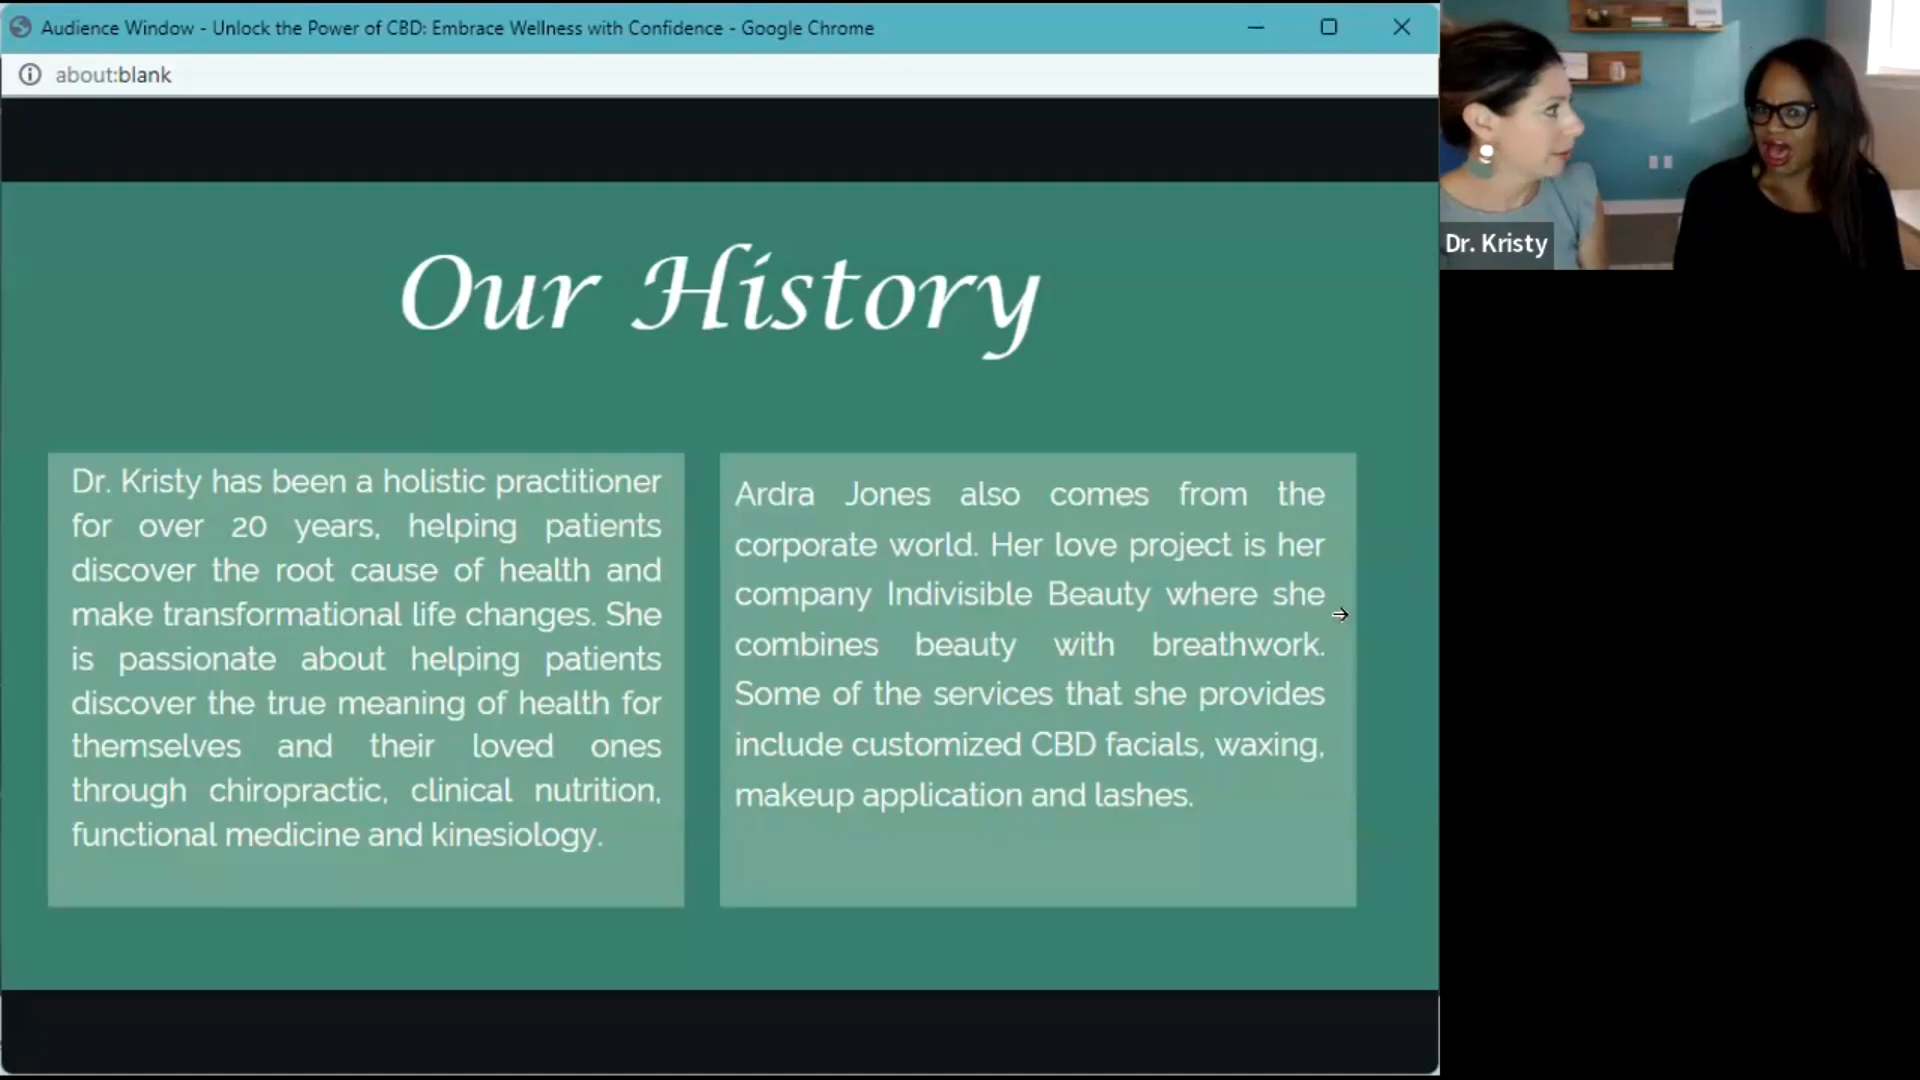 Audience Window - Unlock the Power of CBD: Embrace Wellness with Confidence - Google Chrome
about:blank
Dr. Kristy
Our History
Dr. Kristy has been a holistic practitioner
for over 20 years, helping patients
discover the root cause of health and
make transformational life changes. She
is passionate about helping patients
discover the true meaning of health for
themselves and their loved ones
through chiropractic, clinical nutrition,
functional medicine and kinesiology.
Ardra Jones also comes from the
corporate world. Her love project is her
company Indivisible Beauty where she
combines beauty with breathwork.
Some of the services that she provides
include customized CBD facials, waxing,
makeup application and lashes.